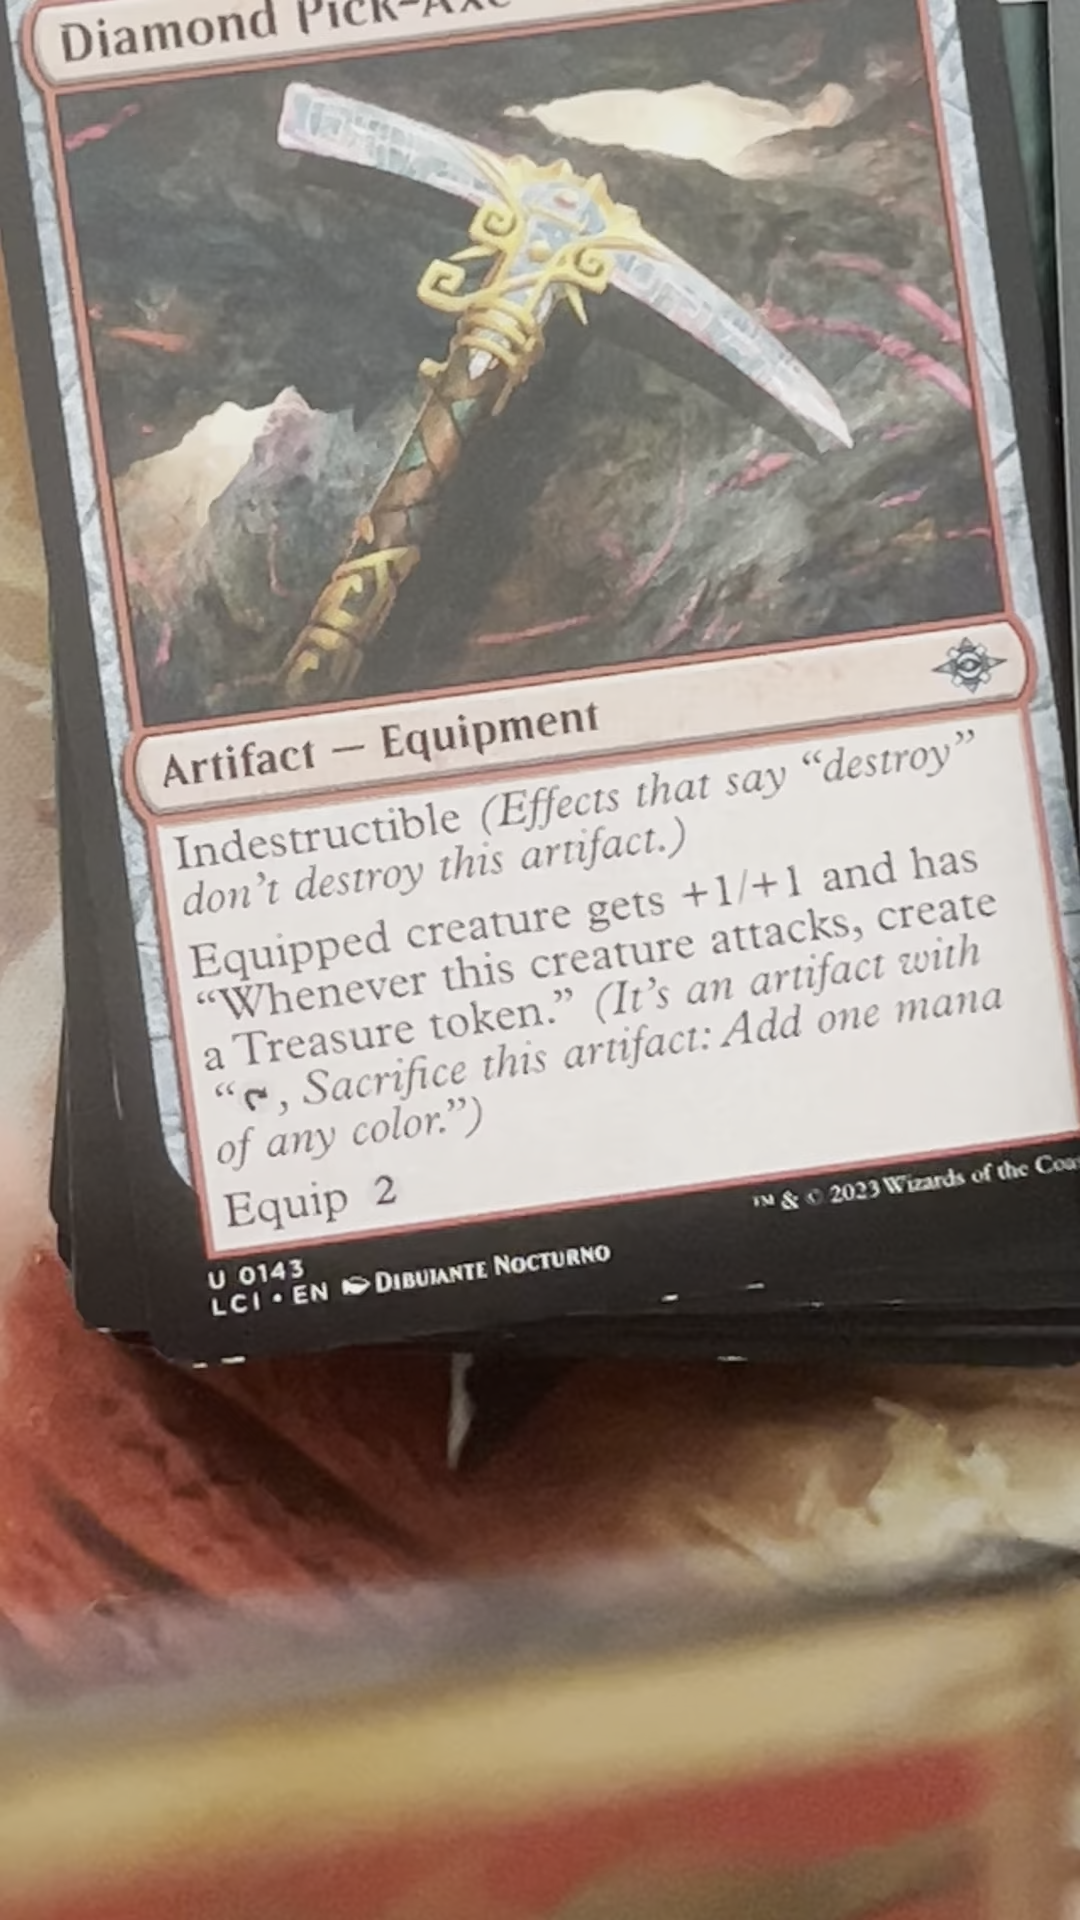 Diamond Pick-Axe
Artifact — Equipment
Indestructible (Effects that say “destroy”
don’t destroy this artifact.)
Equipped creature gets +1/+1 and has
“Whenever this creature attacks, create
a Treasure token.” (It’s an artifact with
“, Sacrifice this artifact: Add one mana
of any color.”)
Equip 2
™ & © 2023 Wizards of the Coa
U 0143
LCI • EN DIBUJANTE NOCTURNO